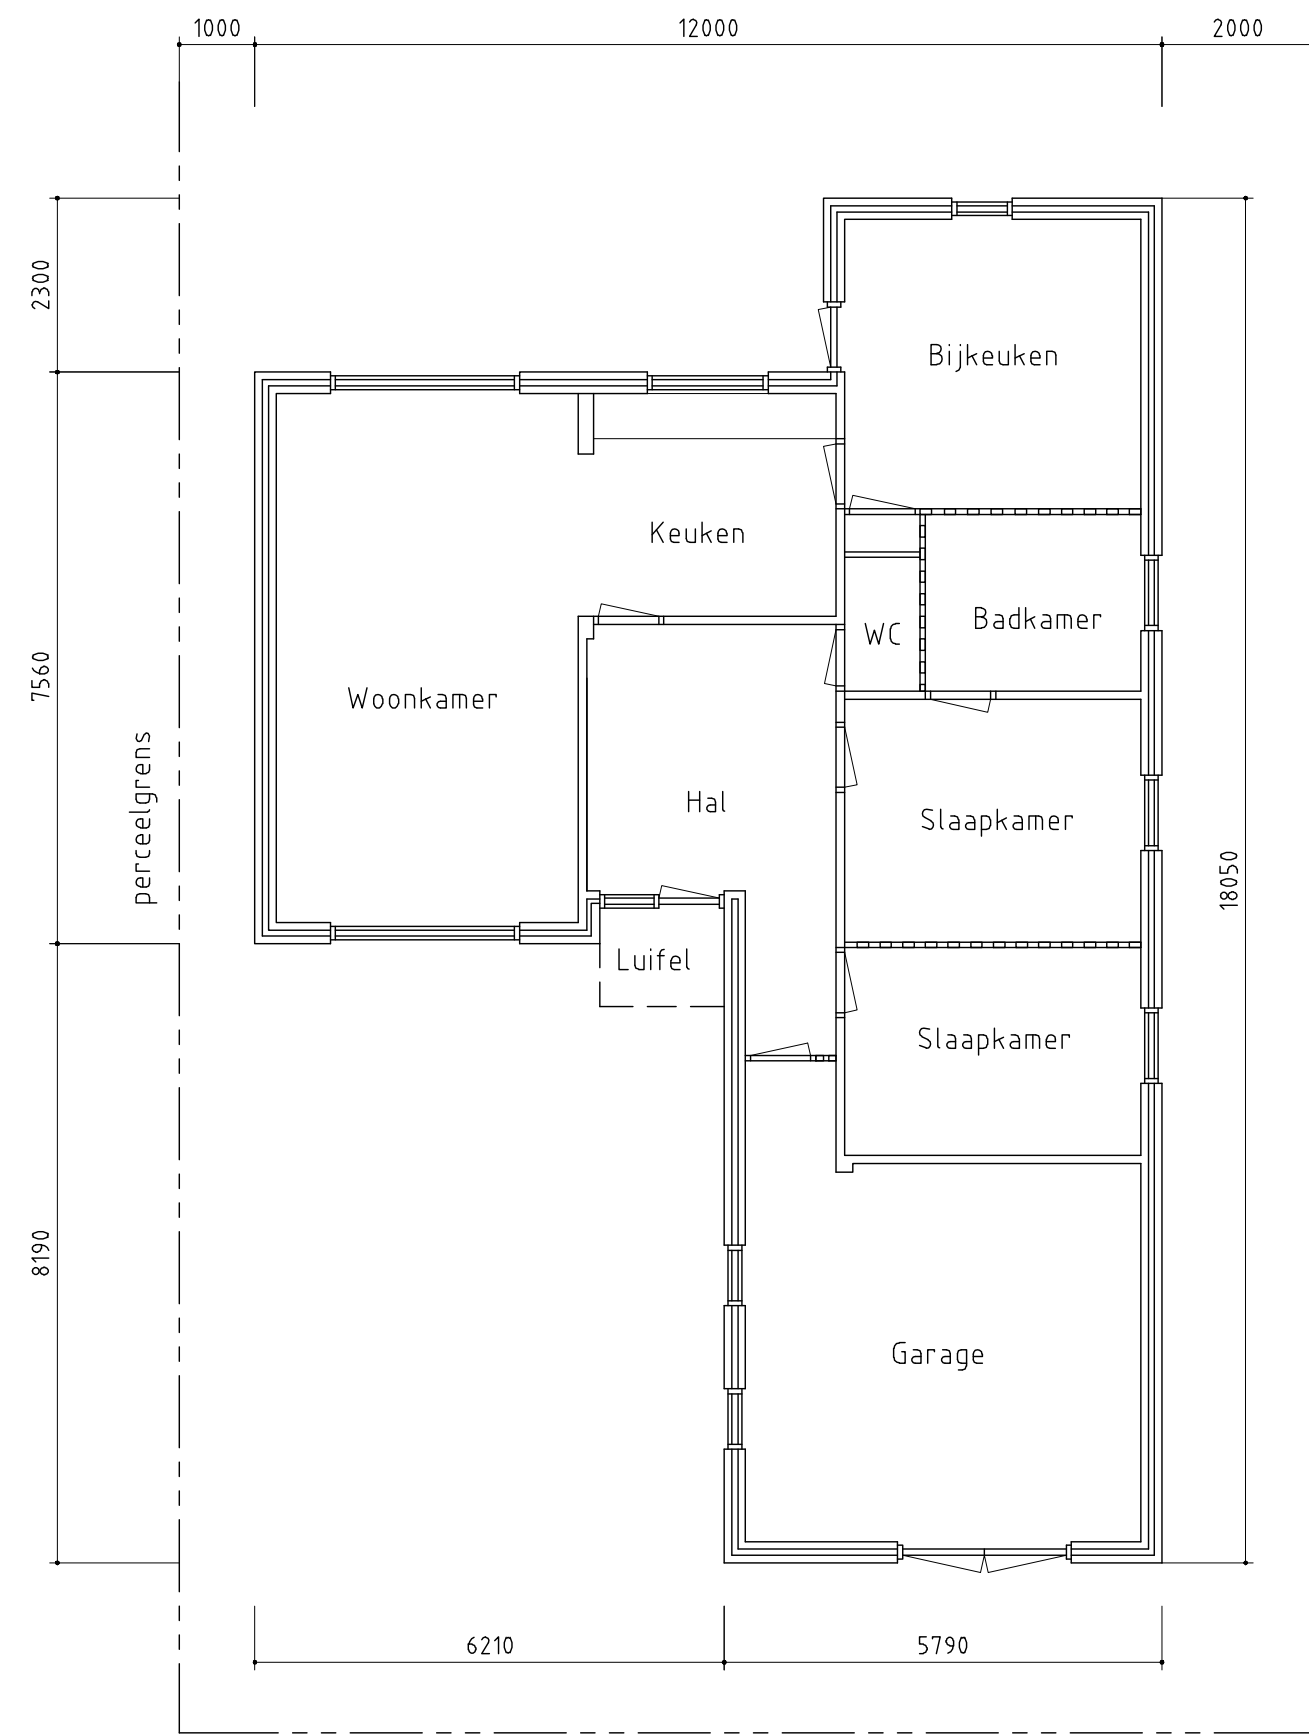 1000
12000
2000
2300
Bijkeuken
Keuken
Badkamer
WC
7560
Woonkamer
perceelgrens
Hal
Slaapkamer
18050
Luifel
Slaapkamer
8190
Garage
6210
5790